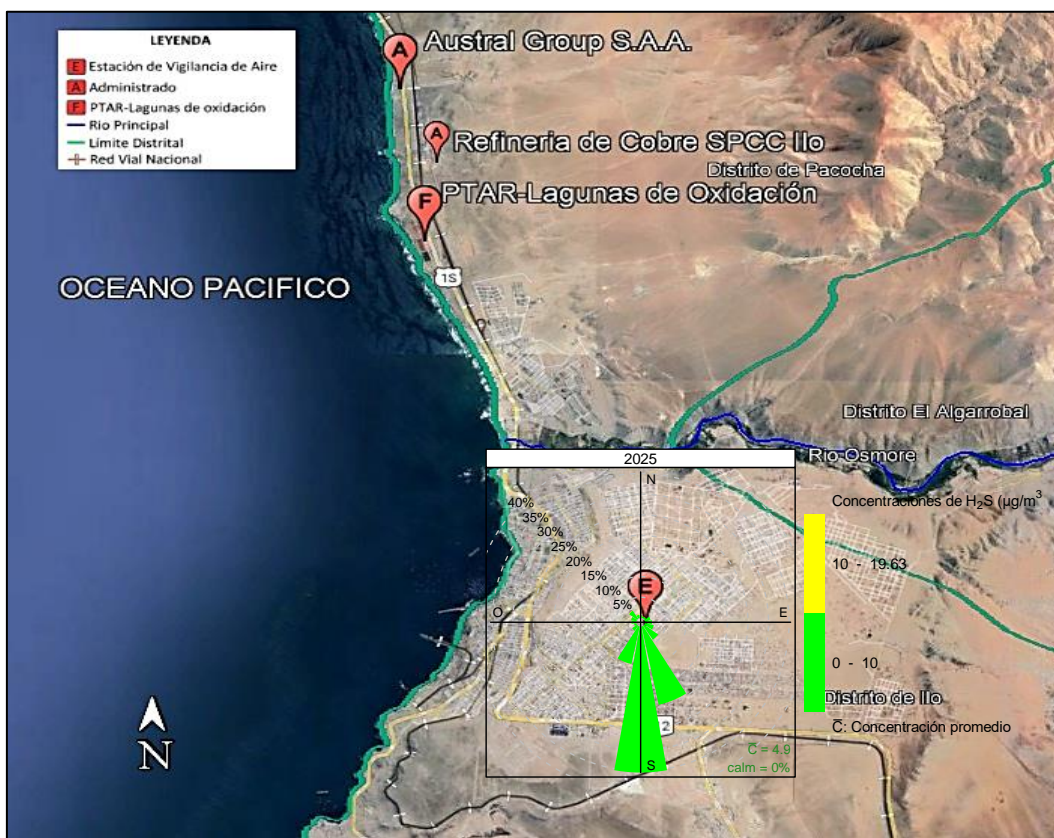 LEYENDA
E Estación de Vigilancia de Aire
A Administrado
F PTAR-Lagunas de oxidación
Rio Principal
Límite Distrital
Red Vial Nacional
A Austral Group S.A.A.
A Refineria de Cobre SPCC Ilo
Distrito de Pacocha
F PTAR-Lagunas de Oxidación
1S
OCEANO PACIFICO
Distrito El Algarrobal
Rio Osmore
2025
N
40%
35%
30%
25%
20%
15%
10%
5%
E
O
E
S
C = 4.9
calm = 0%
Concentraciones de H₂S (µg/m³
10 - 19.63
0 - 10
Distrito de Ilo
C: Concentración promedio
N